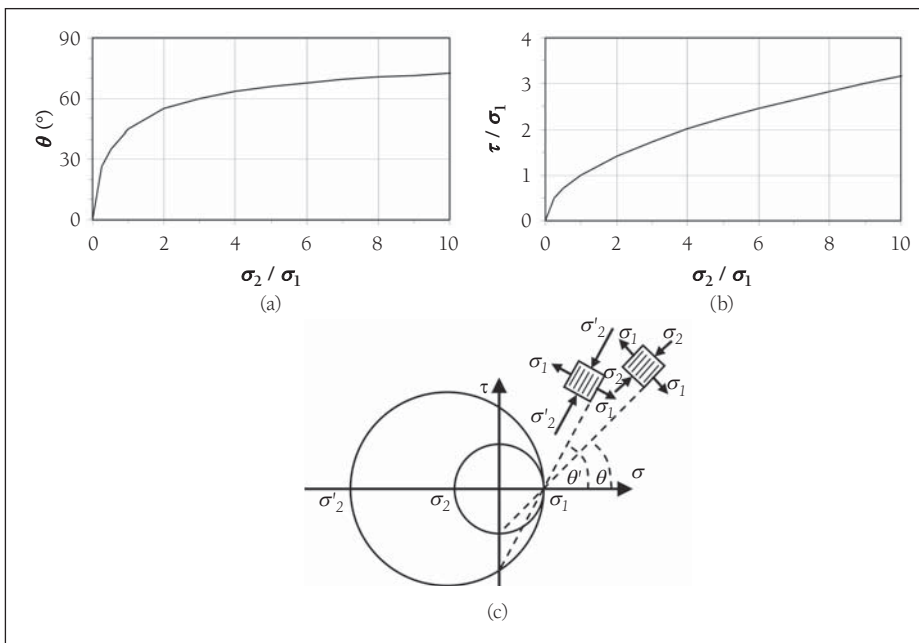 90
60
30
0
θ (°)
0 2 4 6 8 10
σ₂ / σ₁
(a)
4
3
2
1
0
τ / σ₁
0 2 4 6 8 10
σ₂ / σ₁
(b)
σ'₂
σ₁ σ₂
σ₁
τ
σ₂
σ₁
σ₁
σ'₂
θ' θ σ
σ'₂ σ₂ σ₁
(c)